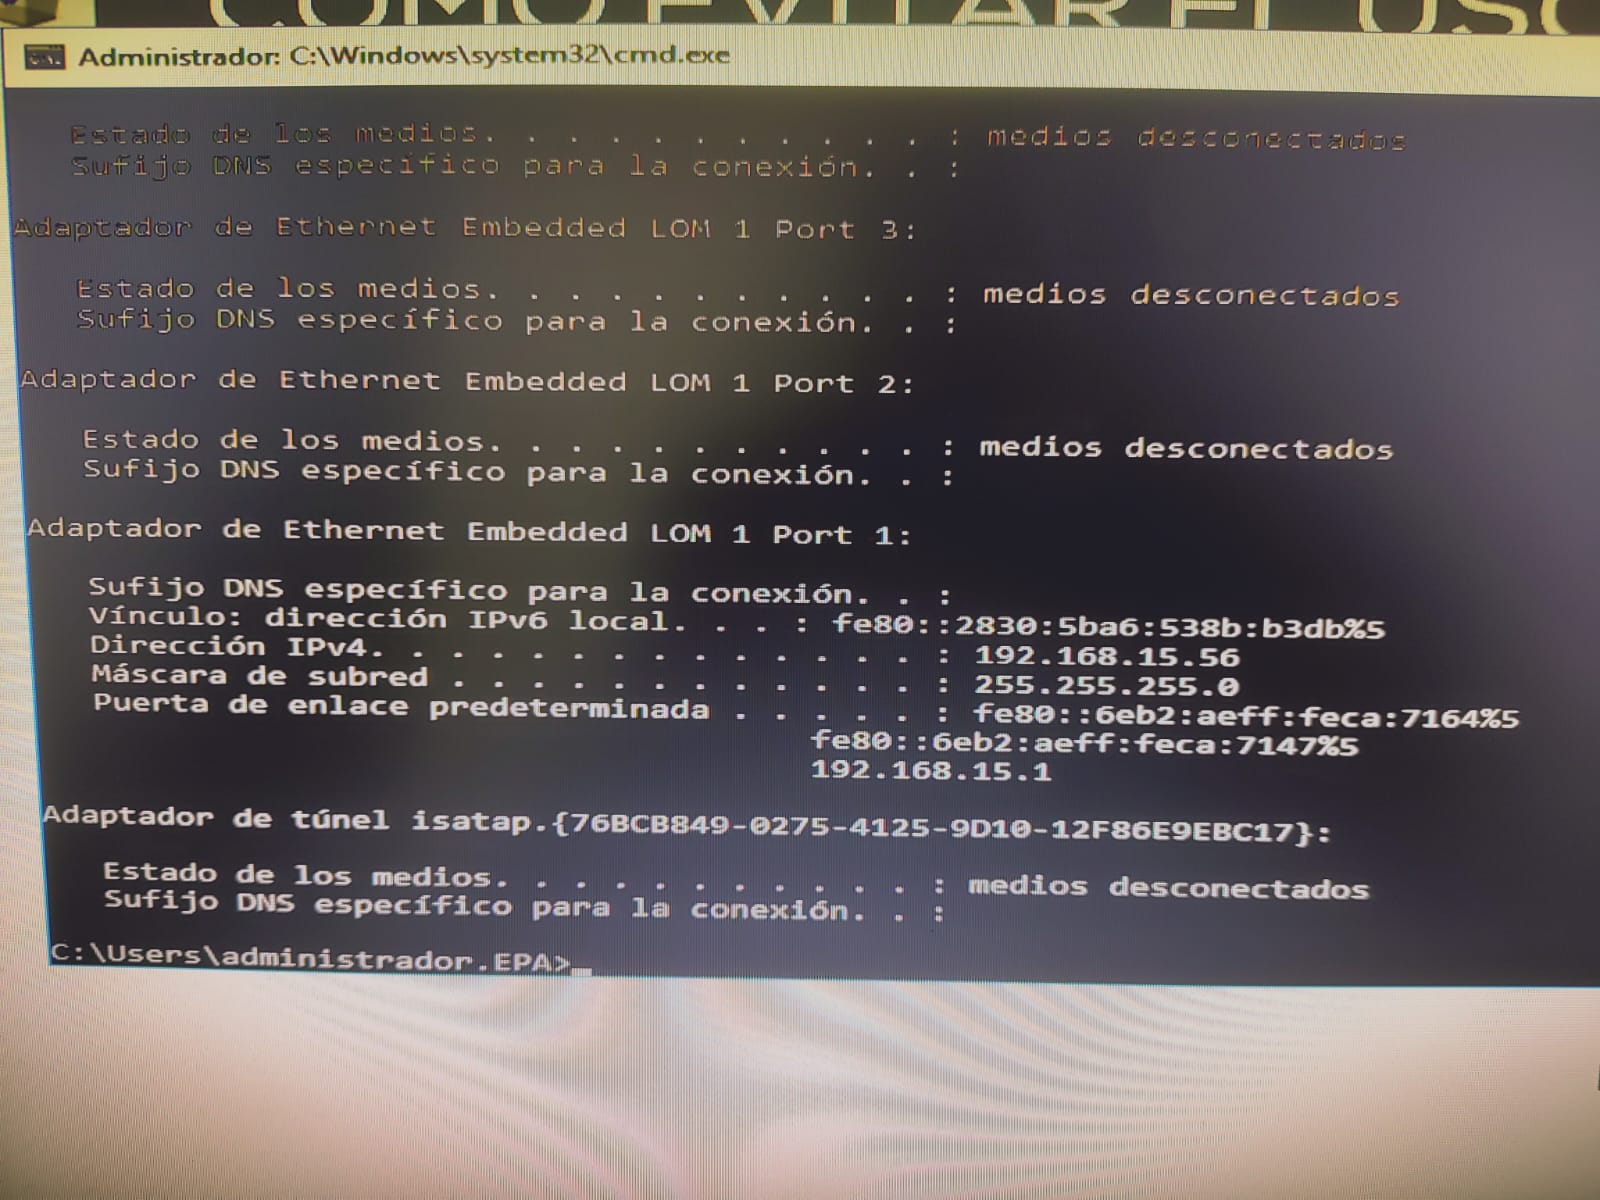 COMO EVITAR EL USO
Administrador: C:\Windows\system32\cmd.exe
Estado de los medios. . . . . . . . . . . : medios desconectados
Sufijo DNS específico para la conexión. . :
Adaptador de Ethernet Embedded LOM 1 Port 3:
Estado de los medios. . . . . . . . . . . : medios desconectados
Sufijo DNS específico para la conexión. . :
Adaptador de Ethernet Embedded LOM 1 Port 2:
Estado de los medios. . . . . . . . . . . : medios desconectados
Sufijo DNS específico para la conexión. . :
Adaptador de Ethernet Embedded LOM 1 Port 1:
Sufijo DNS específico para la conexión. . :
Vínculo: dirección IPv6 local. . . : fe80::2830:5ba6:538b:b3db%5
Dirección IPv4. . . . . . . . . . . . . . : 192.168.15.56
Máscara de subred . . . . . . . . . . . . : 255.255.255.0
Puerta de enlace predeterminada . . . . . : fe80::6eb2:aeff:feca:7164%5
fe80::6eb2:aeff:feca:7147%5
192.168.15.1
Adaptador de túnel isatap.{76BCB849-0275-4125-9D10-12F86E9EBC17}:
Estado de los medios. . . . . . . . . . . : medios desconectados
Sufijo DNS específico para la conexión. . :
C:\Users\administrador.EPA>_